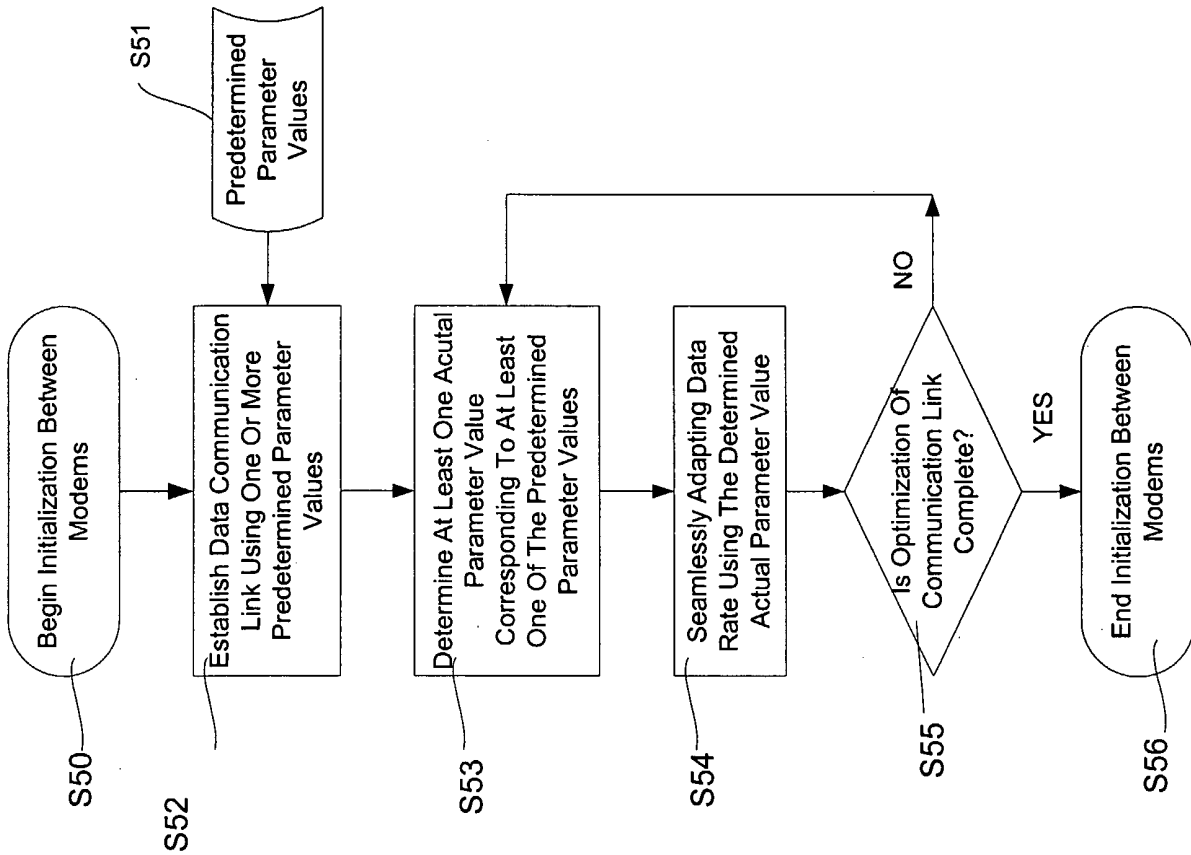 S50
Begin Initialization Between
Modems
S51
Predetermined
Parameter
Values
S52
Establish Data Communication
Link Using One Or More
Predetermined Parameter
Values
S53
Determine At Least One Acutal
Parameter Value
Corresponding To At Least
One Of The Predetermined
Parameter Values
S54
Seamlessly Adapting Data
Rate Using The Determined
Actual Parameter Value
S55
Is Optimization Of
Communication Link
Complete?
NO
YES
S56
End Initialization Between
Modems